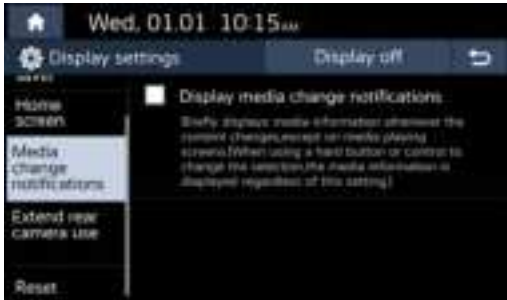 Wed, 01.01 10:15 AM
Display settings
Display off
saver
Home
screen
Display media change notifications
Briefly displays media information whenever the
content changes,except on media playing
screens.(When using a hard button or control to
change the selection,the media information is
displayed regardless of this setting)
Media
change
notifications
Extend rear
camera use
Reset